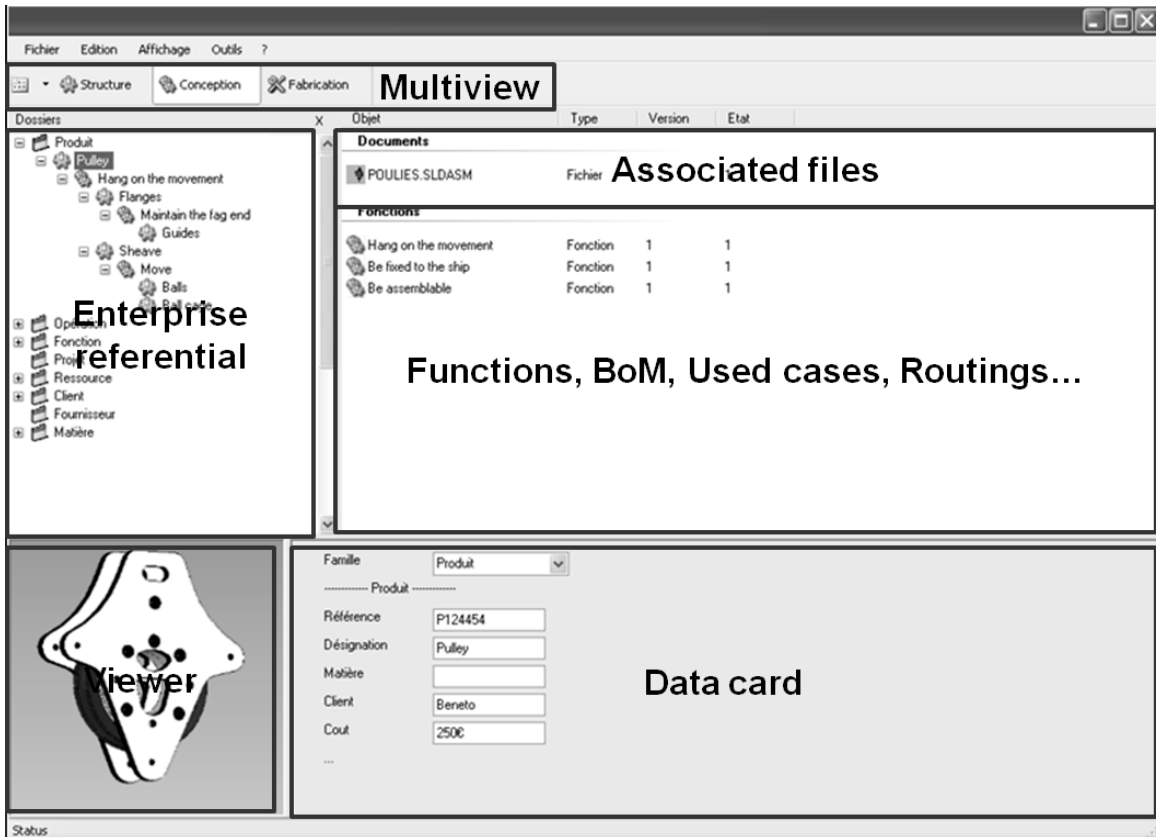 Fichier Edition Affichage Outils ?
Structure Conception Fabrication Multiview
Dossiers X Objet Type Version Etat
Produit
Pulley
Hang on the movement
Flanges
Maintain the fag end
Guides
Sheave
Move
Balls
Ball cage
Opération
Fonction
Projet
Ressource
Client
Fournisseur
Matière
Enterprise
referential
Documents
POULIES.SLDASM Fichier
Associated files
Fonctions
Hang on the movement Fonction 1 1
Be fixed to the ship Fonction 1 1
Be assemblable Fonction 1 1
Functions, BoM, Used cases, Routings...
Viewer
Famille Produit
------------ Produit ------------
Référence P124454
Désignation Pulley
Matière
Client Beneto
Cout 250€
...
Data card
Status